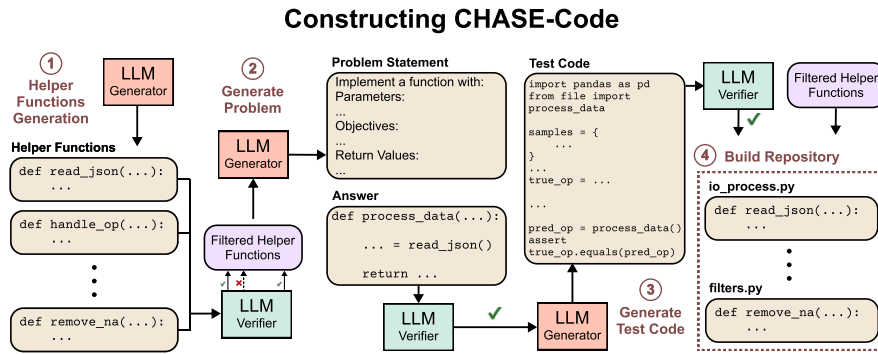 Constructing CHASE-Code
1
Helper
Functions
Generation
LLM
Generator
Helper Functions
def read_json(...):
...
def handle_op(...):
...
def remove_na(...):
...
LLM
Verifier
Filtered Helper
Functions
2
Generate
Problem
LLM
Generator
Problem Statement
Implement a function with:
Parameters:
...
Objectives:
...
Return Values:
...
Answer
def process_data(...):
... = read_json()
return ...
LLM
Verifier
LLM
Generator
3
Generate
Test Code
Test Code
import pandas as pd
from file import
process_data
samples = {
...
}
...
true_op = ...
...
pred_op = process_data()
assert
true_op.equals(pred_op)
LLM
Verifier
Filtered Helper
Functions
4
Build Repository
io_process.py
def read_json(...):
...
filters.py
def remove_na(...):
...